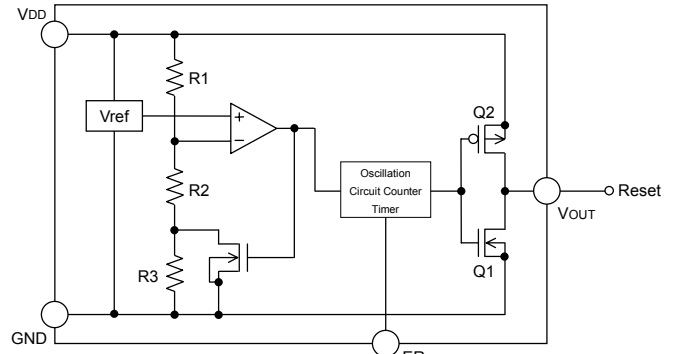 VDD
R1
Vref
+
−
Q2
R2
Oscillation
Circuit Counter
Timer
Reset
VOUT
R3
Q1
GND